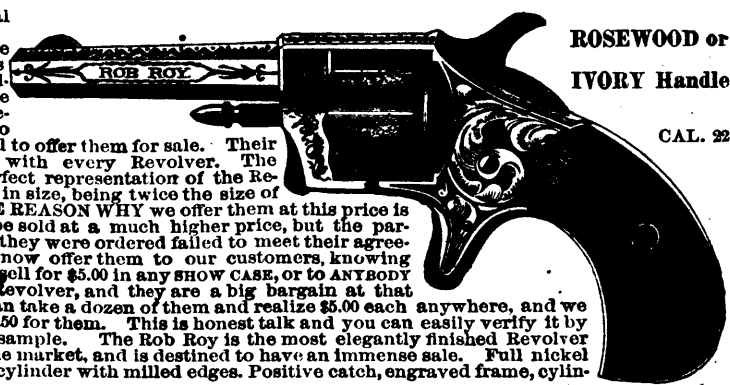 al
e
s
ROB ROY.
ROSEWOOD or
IVORY Handle
CAL. 22
e
e-
o
to offer them for sale. Their
with every Revolver. The
fect representation of the Re-
in size, being twice the size of
REASON WHY we offer them at this price is
be sold at a much higher price, but the par-
they were ordered failed to meet their agree-
now offer them to our customers, knowing
sell for $5.00 in any SHOW CASE, or to ANYBODY
Revolver, and they are a big bargain at that
an take a dozen of them and realize $5.00 each anywhere, and we
50 for them. This is honest talk and you can easily verify it by
sample. The Rob Roy is the most elegantly finished Revolver
e market, and is destined to have an immense sale. Full nickel
cylinder with milled edges. Positive catch, engraved frame, cylin-